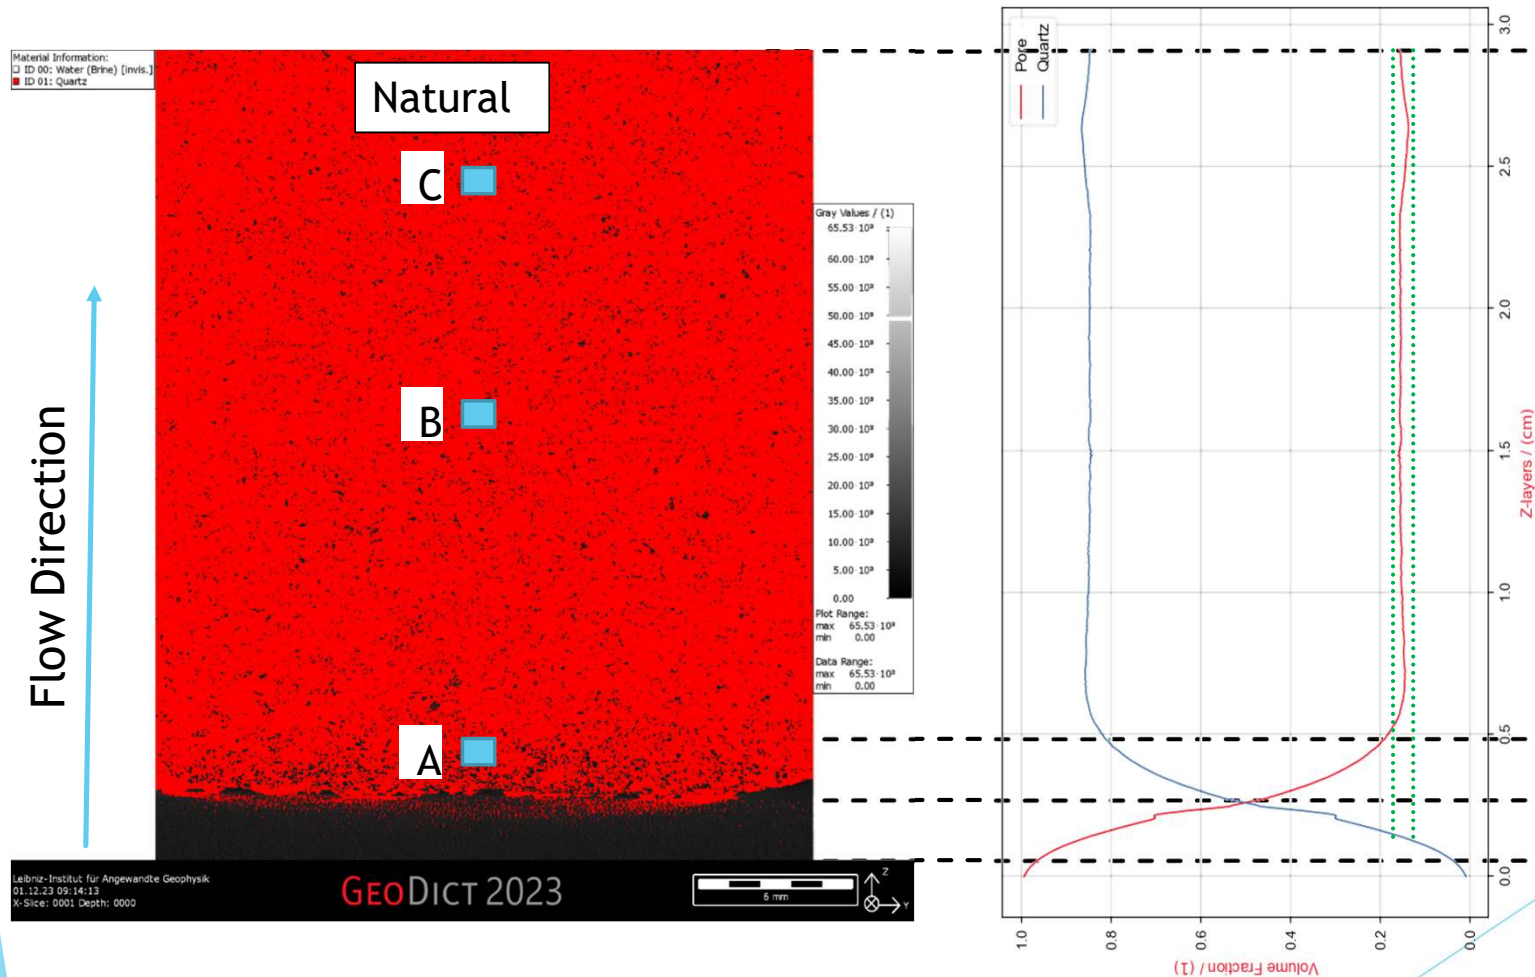 Material Information:
ID 00: Water (Brine) [invis.]
ID 01: Quartz
Natural
C
B
A
Flow Direction
Gray Values / (1)
65.53·10³
60.00·10³
55.00·10³
50.00·10³
45.00·10³
40.00·10³
35.00·10³
30.00·10³
25.00·10³
20.00·10³
15.00·10³
10.00·10³
5.00·10³
0.00
Plot Range:
max 65.53·10³
min 0.00
Data Range:
max 65.53·10³
min 0.00
Leibniz-Institut für Angewandte Geophysik
01.12.23 09:14:13
X-Slice: 0001 Depth: 0000
GEODICT 2023
6 mm
Z
Y
Pore
Quartz
3.0
2.5
2.0
1.5
1.0
0.5
0.0
Z-layers / (cm)
1.0
0.8
0.6
0.4
0.2
0.0
Volume Fraction / (1)